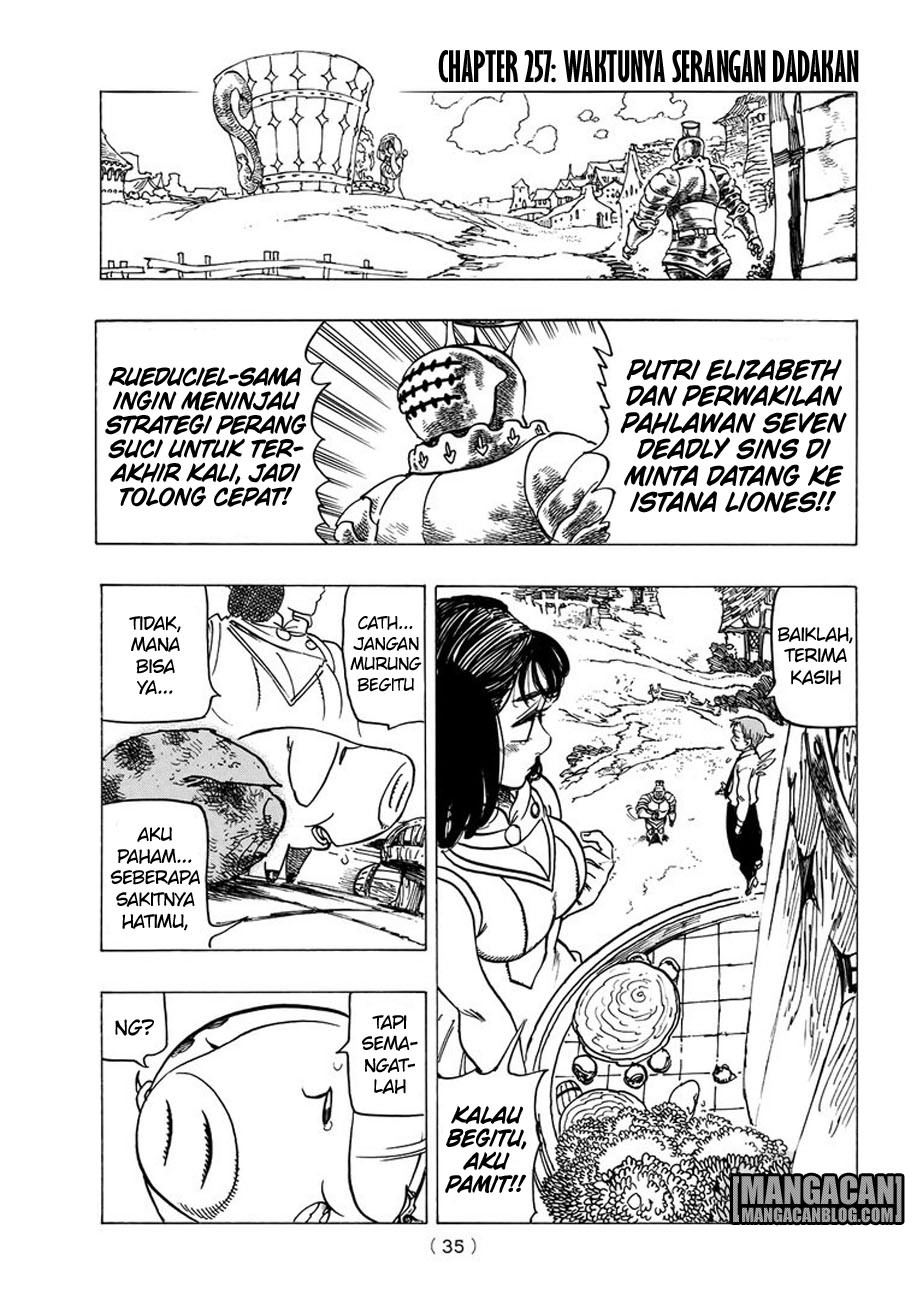 CHAPTER 257: WAKTUNYA SERANGAN DADAKAN
PUTRI ELIZABETH
DAN PERWAKILAN
PAHLAWAN SEVEN
DEADLY SINS DI
MINTA DATANG KE
ISTANA LIONES!!
RUEDUCIEL-SAMA
INGIN MENINJAU
STRATEGI PERANG
SUCI UNTUK TER-
AKHIR KALI, JADI
TOLONG CEPAT!
BAIKLAH,
TERIMA
KASIH
KALAU
BEGITU,
AKU
PAMIT!!
CATH...
JANGAN
MURUNG
BEGITU
TIDAK,
MANA
BISA
YA...
AKU
PAHAM...
SEBERAPA
SAKITNYA
HATIMU,
TAPI
SEMA-
NGAT-
LAH
NG?
[MANGACAN]
MANGACANBLOG.COM
( 35 )